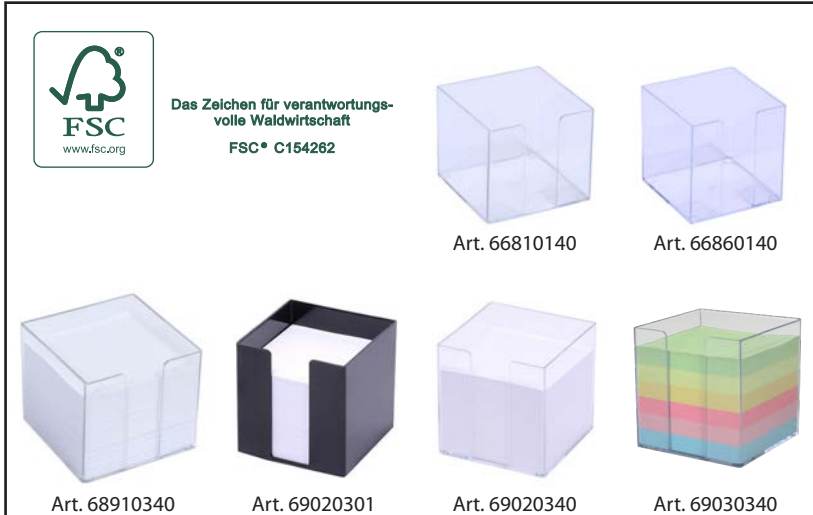 FSC
®
www.fsc.org
Das Zeichen für verantwortungs-
volle Waldwirtschaft
FSC® C154262
Art. 66810140
Art. 66860140
Art. 68910340
Art. 69020301
Art. 69020340
Art. 69030340